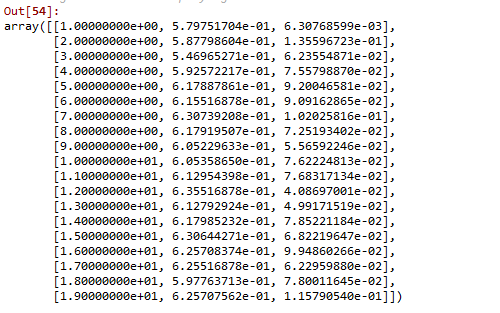 Out[54]:
array([[1.00000000e+00, 5.79751704e-01, 6.30768599e-03],
[2.00000000e+00, 5.87798604e-01, 1.35596723e-01],
[3.00000000e+00, 5.46965271e-01, 6.23554871e-02],
[4.00000000e+00, 5.92572217e-01, 7.55798870e-02],
[5.00000000e+00, 6.17887861e-01, 9.20046581e-02],
[6.00000000e+00, 6.15516878e-01, 9.09162865e-02],
[7.00000000e+00, 6.30739208e-01, 1.02025816e-01],
[8.00000000e+00, 6.17919507e-01, 7.25193402e-02],
[9.00000000e+00, 6.05229633e-01, 5.56592246e-02],
[1.00000000e+01, 6.05358650e-01, 7.62224813e-02],
[1.10000000e+01, 6.12954398e-01, 7.68317134e-02],
[1.20000000e+01, 6.35516878e-01, 4.08697001e-02],
[1.30000000e+01, 6.12792924e-01, 4.99171519e-02],
[1.40000000e+01, 6.17985232e-01, 7.85221184e-02],
[1.50000000e+01, 6.30644271e-01, 6.82219647e-02],
[1.60000000e+01, 6.25708374e-01, 9.94860266e-02],
[1.70000000e+01, 6.25516878e-01, 6.22959880e-02],
[1.80000000e+01, 5.97763713e-01, 7.80011645e-02],
[1.90000000e+01, 6.25707562e-01, 1.15790540e-01]])